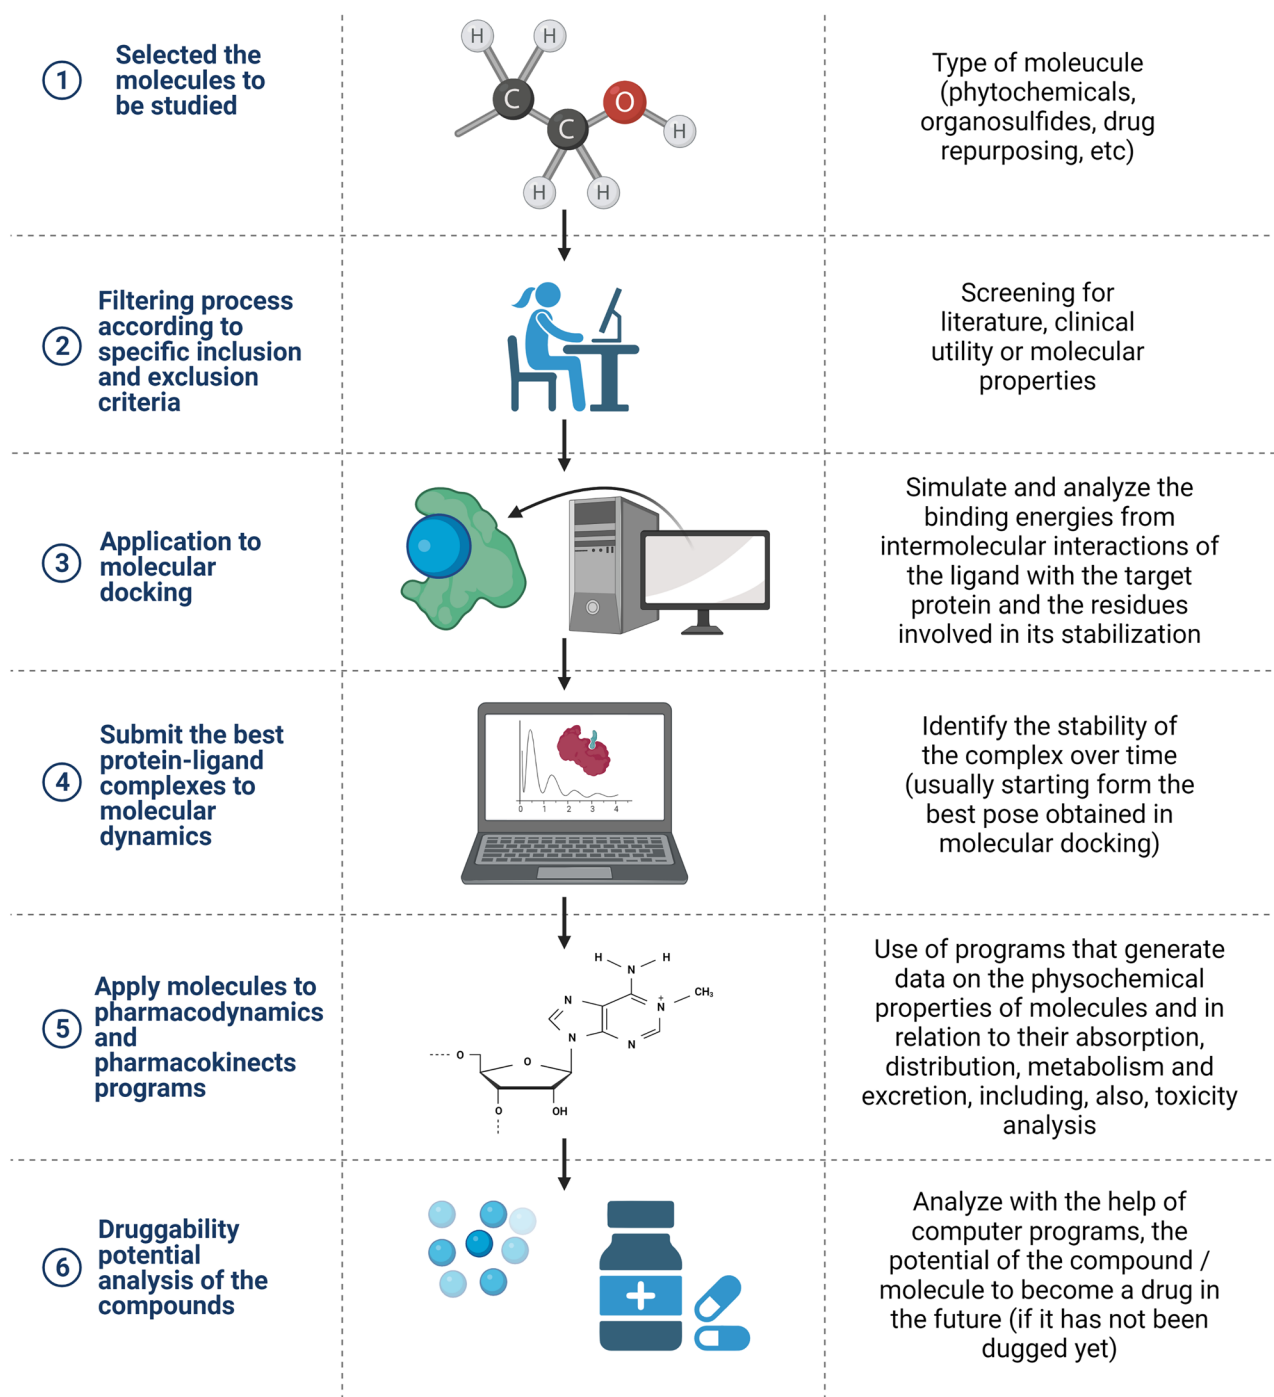 1
Selected the
molecules to
be studied
H
H
C
C
O
H
H
H
Type of moleucule
(phytochemicals,
organosulfides, drug
repurposing, etc)
2
Filtering process
according to
specific inclusion
and exclusion
criteria
Screening for
literature, clinical
utility or molecular
properties
3
Application to
molecular
docking
Simulate and analyze the
binding energies from
intermolecular interactions of
the ligand with the target
protein and the residues
involved in its stabilization
4
Submit the best
protein-ligand
complexes to
molecular
dynamics
0 1 2 3 4
Identify the stability of
the complex over time
(usually starting form the
best pose obtained in
molecular docking)
5
Apply molecules to
pharmacodynamics
and
pharmacokinects
programs
H H
N
N
N+
CH₃
N
N
O
O
O
OH
Use of programs that generate
data on the physochemical
properties of molecules and in
relation to their absorption,
distribution, metabolism and
excretion, including, also, toxicity
analysis
6
Druggability
potential
analysis of the
compounds
Analyze with the help of
computer programs, the
potential of the compound /
molecule to become a drug in
the future (if it has not been
dugged yet)